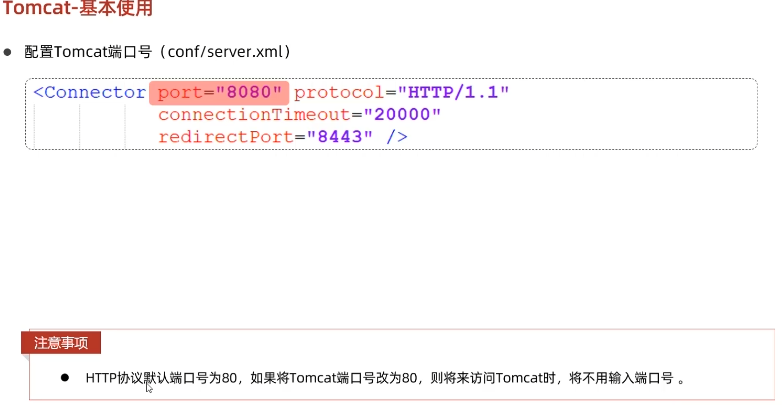 Tomcat-基本使用
● 配置Tomcat端口号（conf/server.xml）
<Connector port="8080" protocol="HTTP/1.1"
connectionTimeout="20000"
redirectPort="8443" />
注意事项
● HTTP协议默认端口号为80，如果将Tomcat端口号改为80，则将来访问Tomcat时，将不用输入端口号 。